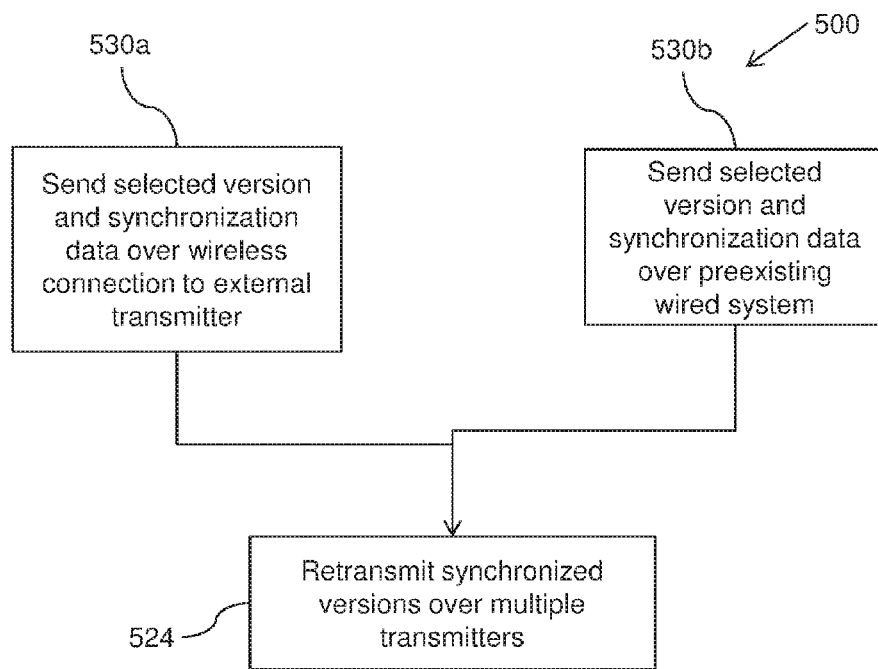 530a
530b
500
Send selected version
and synchronization
data over wireless
connection to external
transmitter
Send selected
version and
synchronization data
over preexisting
wired system
Retransmit synchronized
versions over multiple
transmitters
524